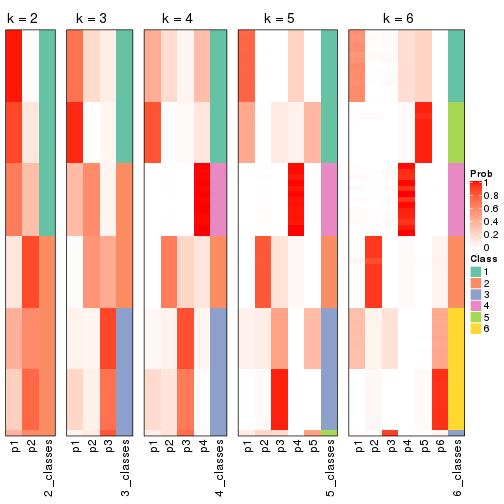 k = 2
k = 3
k = 4
k = 5
k = 6
Prob
1
0.8
0.6
0.4
0.2
0
Class
1
2
3
4
5
6
p1
p2
2_classes
p1
p2
p3
3_classes
p1
p2
p3
p4
4_classes
p1
p2
p3
p4
p5
5_classes
p1
p2
p3
p4
p5
p6
6_classes